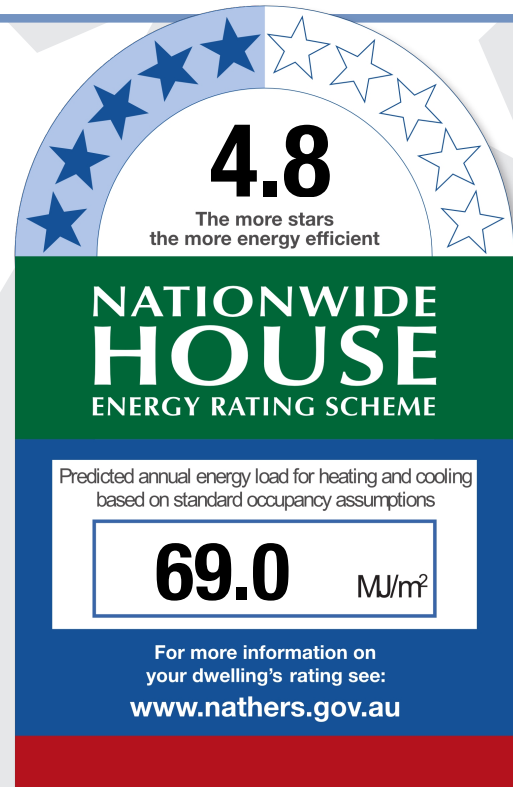 4.8
The more stars
the more energy efficient
NATIONWIDE
HOUSE
ENERGY RATING SCHEME
Predicted annual energy load for heating and cooling
based on standard occupancy assumptions
69.0 MJ/m²
For more information on
your dwelling's rating see:
www.nathers.gov.au